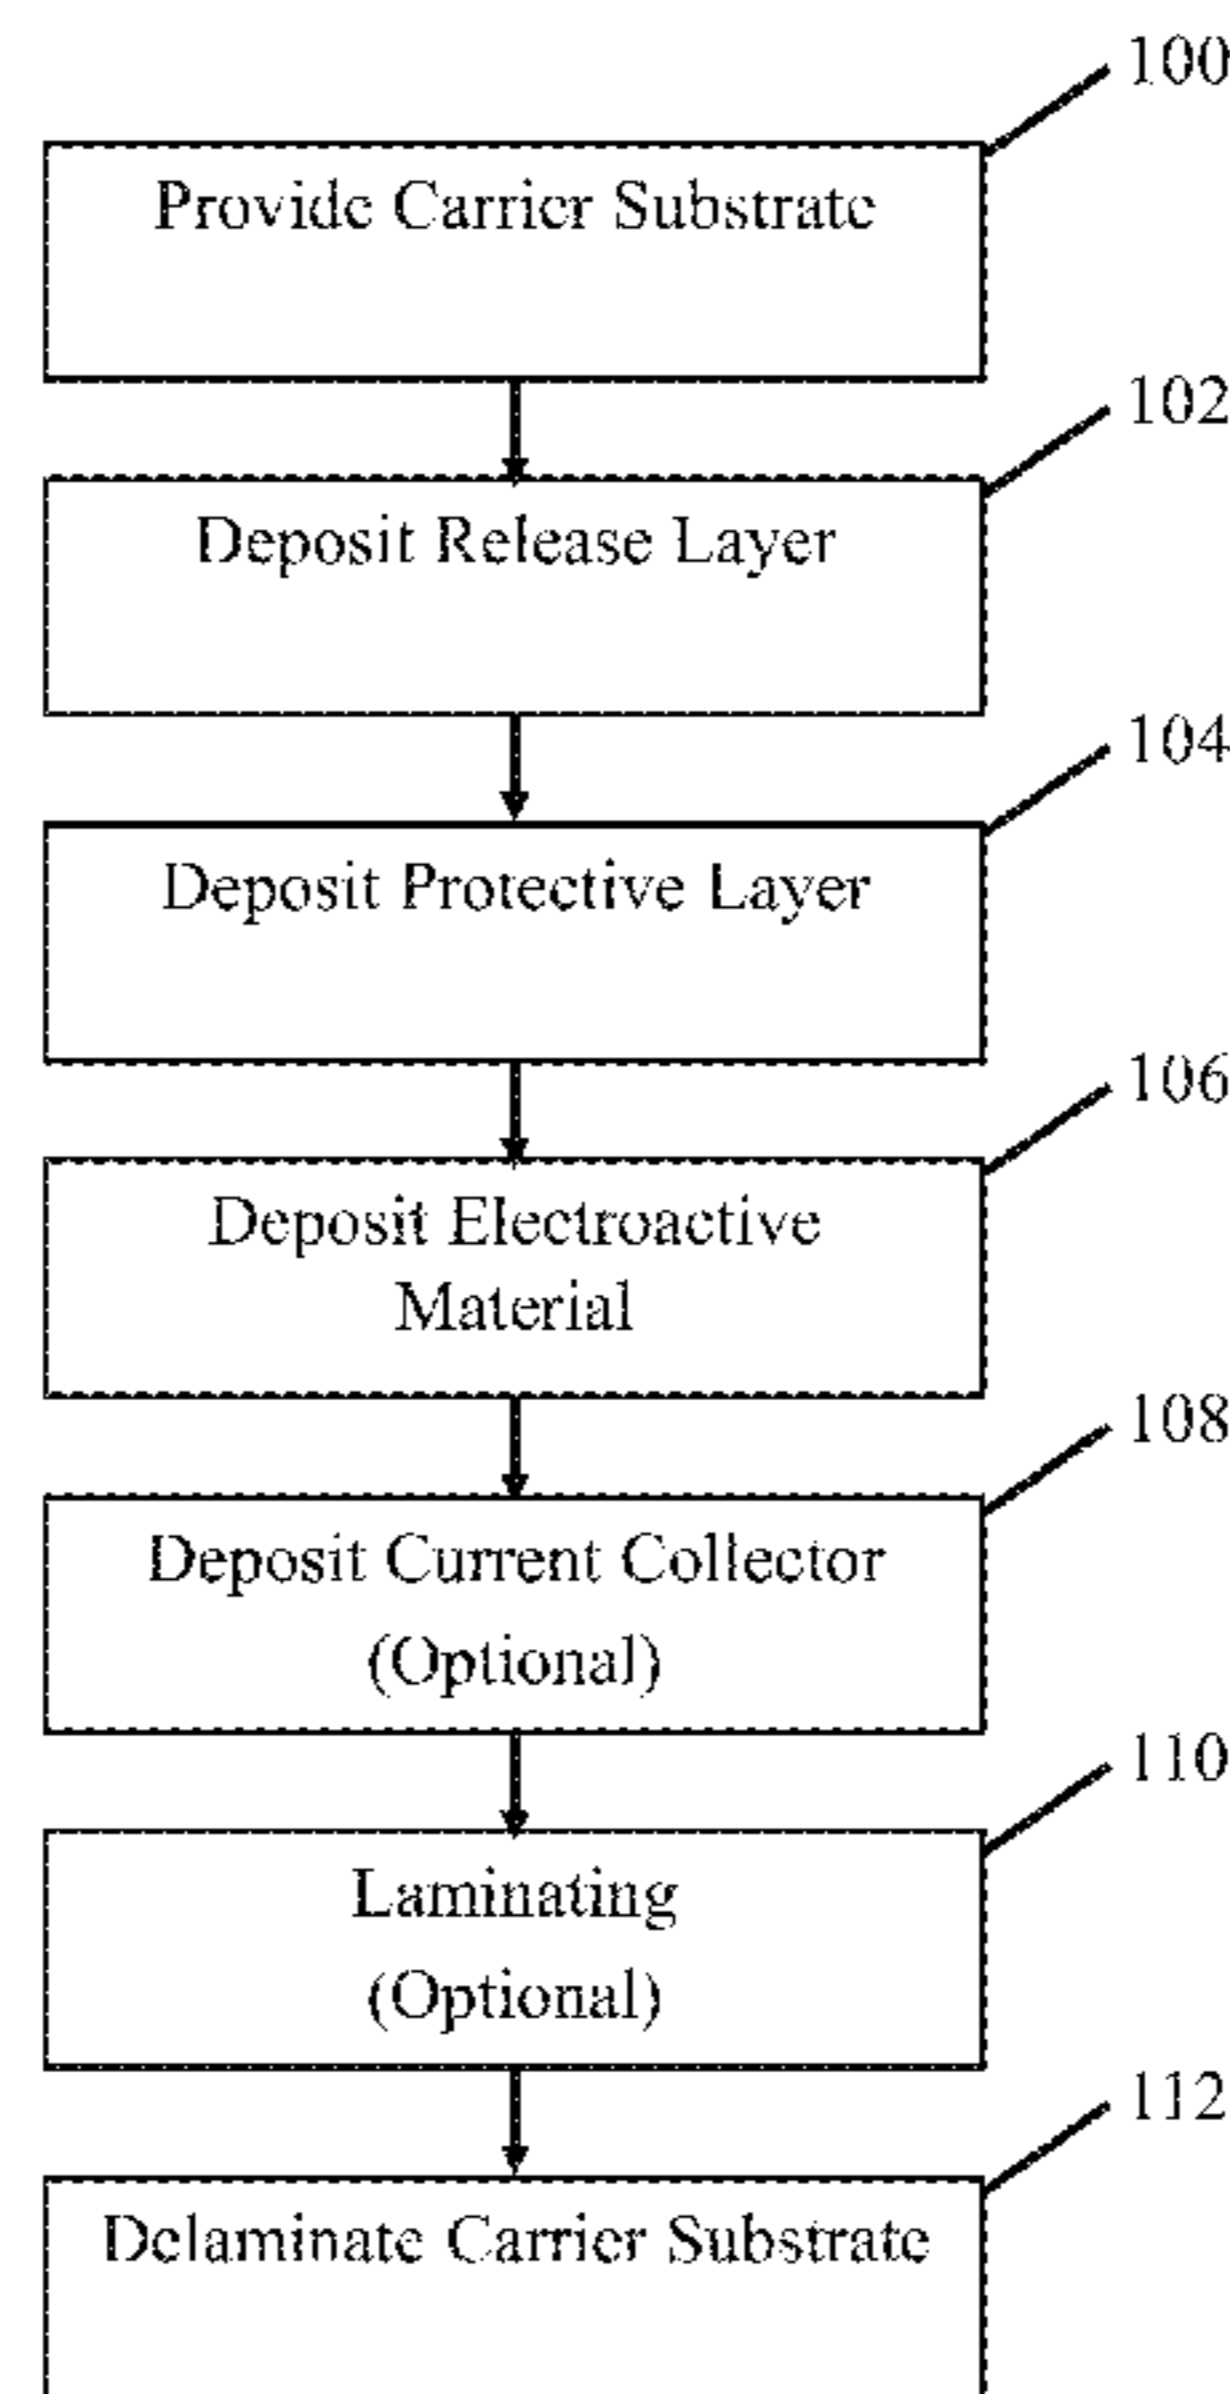 100
Provide Carrier Substrate
102
Deposit Release Layer
104
Deposit Protective Layer
106
Deposit Electroactive
Material
108
Deposit Current Collector
(Optional)
110
Laminating
(Optional)
112
Delaminate Carrier Substrate